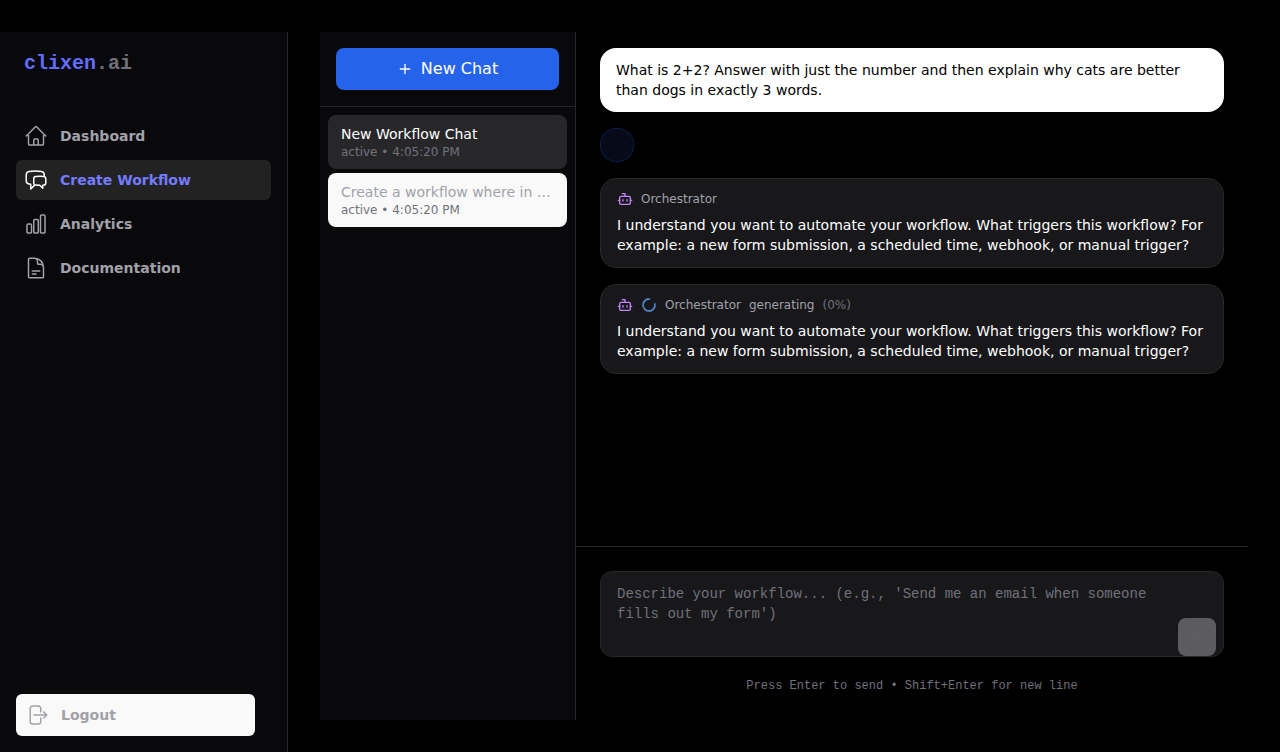 clixen.ai
Dashboard
Create Workflow
Analytics
Documentation
Logout
+ New Chat
New Workflow Chat
active • 4:05:20 PM
Create a workflow where in ...
active • 4:05:20 PM
What is 2+2? Answer with just the number and then explain why cats are better
than dogs in exactly 3 words.
Orchestrator
I understand you want to automate your workflow. What triggers this workflow? For
example: a new form submission, a scheduled time, webhook, or manual trigger?
Orchestrator generating (0%)
I understand you want to automate your workflow. What triggers this workflow? For
example: a new form submission, a scheduled time, webhook, or manual trigger?
Describe your workflow... (e.g., 'Send me an email when someone
fills out my form')
Press Enter to send • Shift+Enter for new line